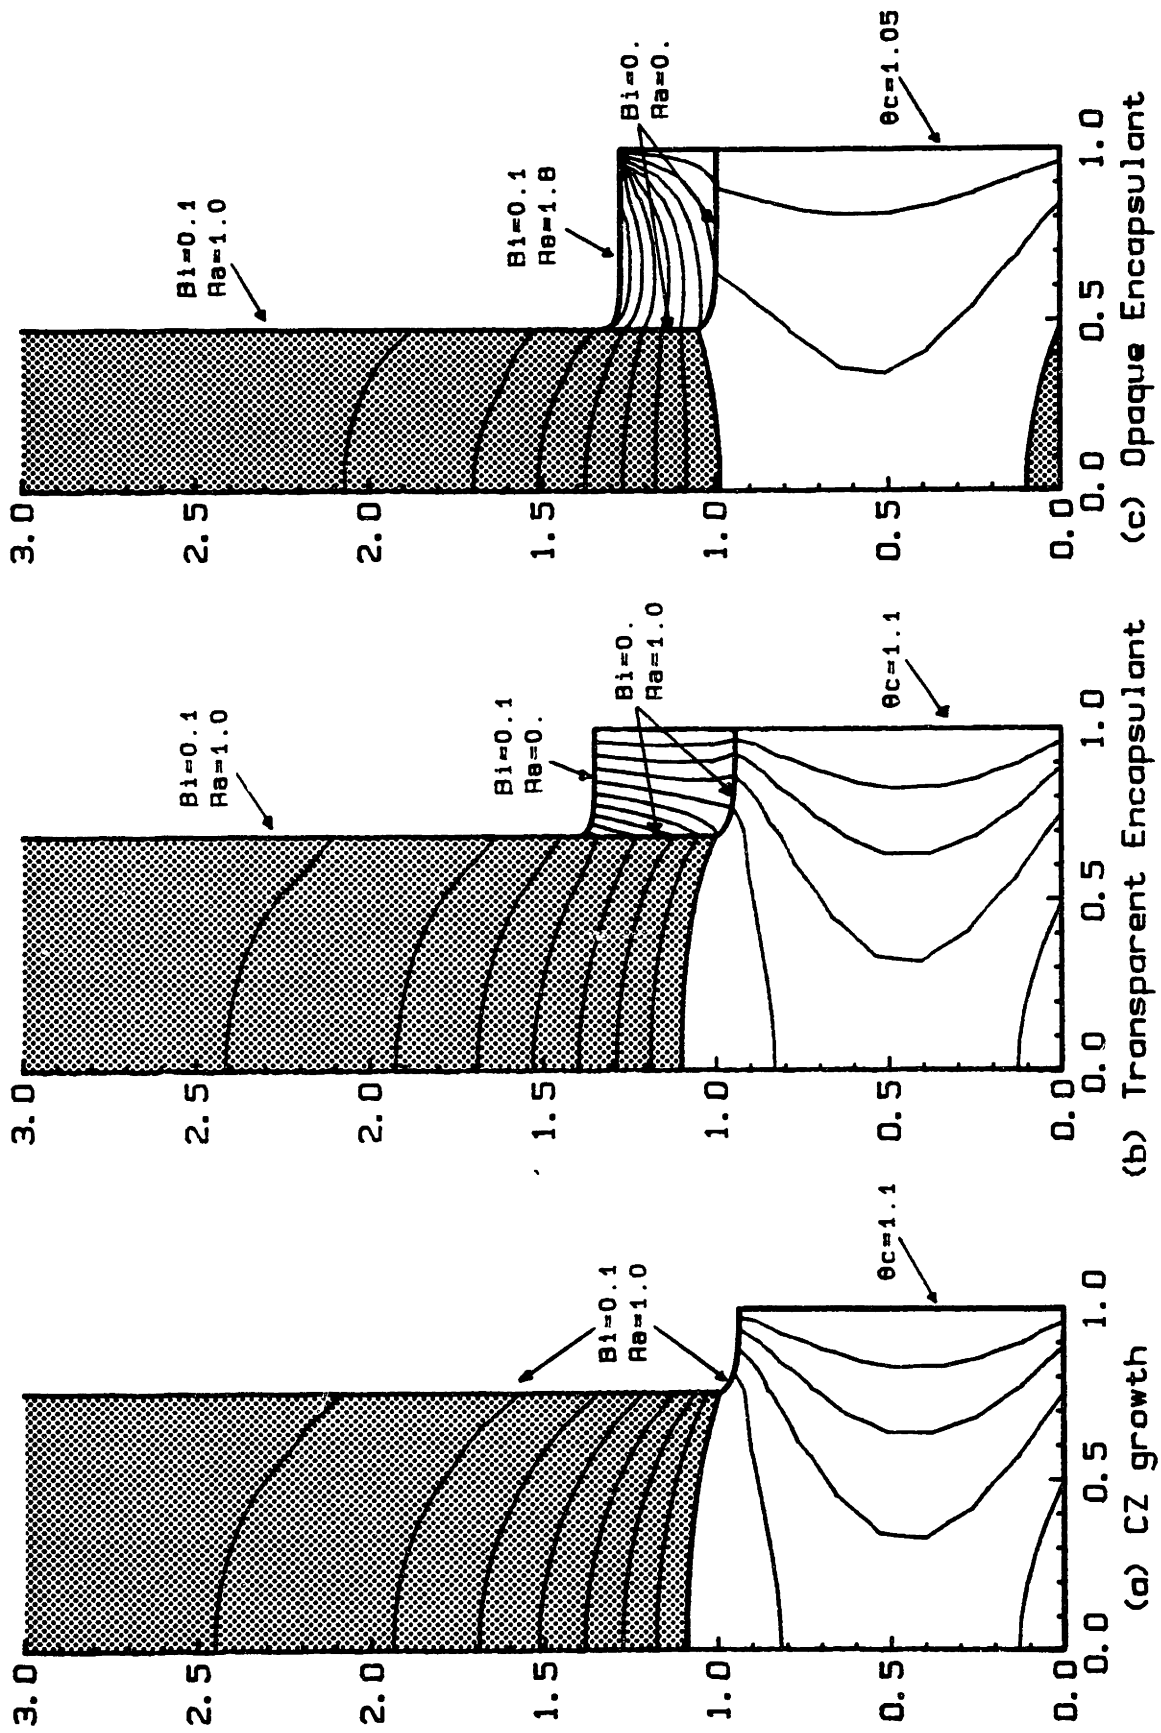 3.0
2.5
2.0
1.5
1.0
0.5
0.0
0.0 0.5 1.0
Bi=0.1
Ra=1.0
θc=1.1
(a) CZ growth
3.0
2.5
2.0
1.5
1.0
0.5
0.0
0.0 0.5 1.0
Bi=0.1
Ra=1.0
Bi=0.1
Ra=0.
Bi=0.
Ra=1.0
θc=1.1
(b) Transparent Encapsulant
3.0
2.5
2.0
1.5
1.0
0.5
0.0
0.0 0.5 1.0
Bi=0.1
Ra=1.0
Bi=0.1
Ra=1.8
Bi=0.
Ra=0.
θc=1.05
(c) Opaque Encapsulant